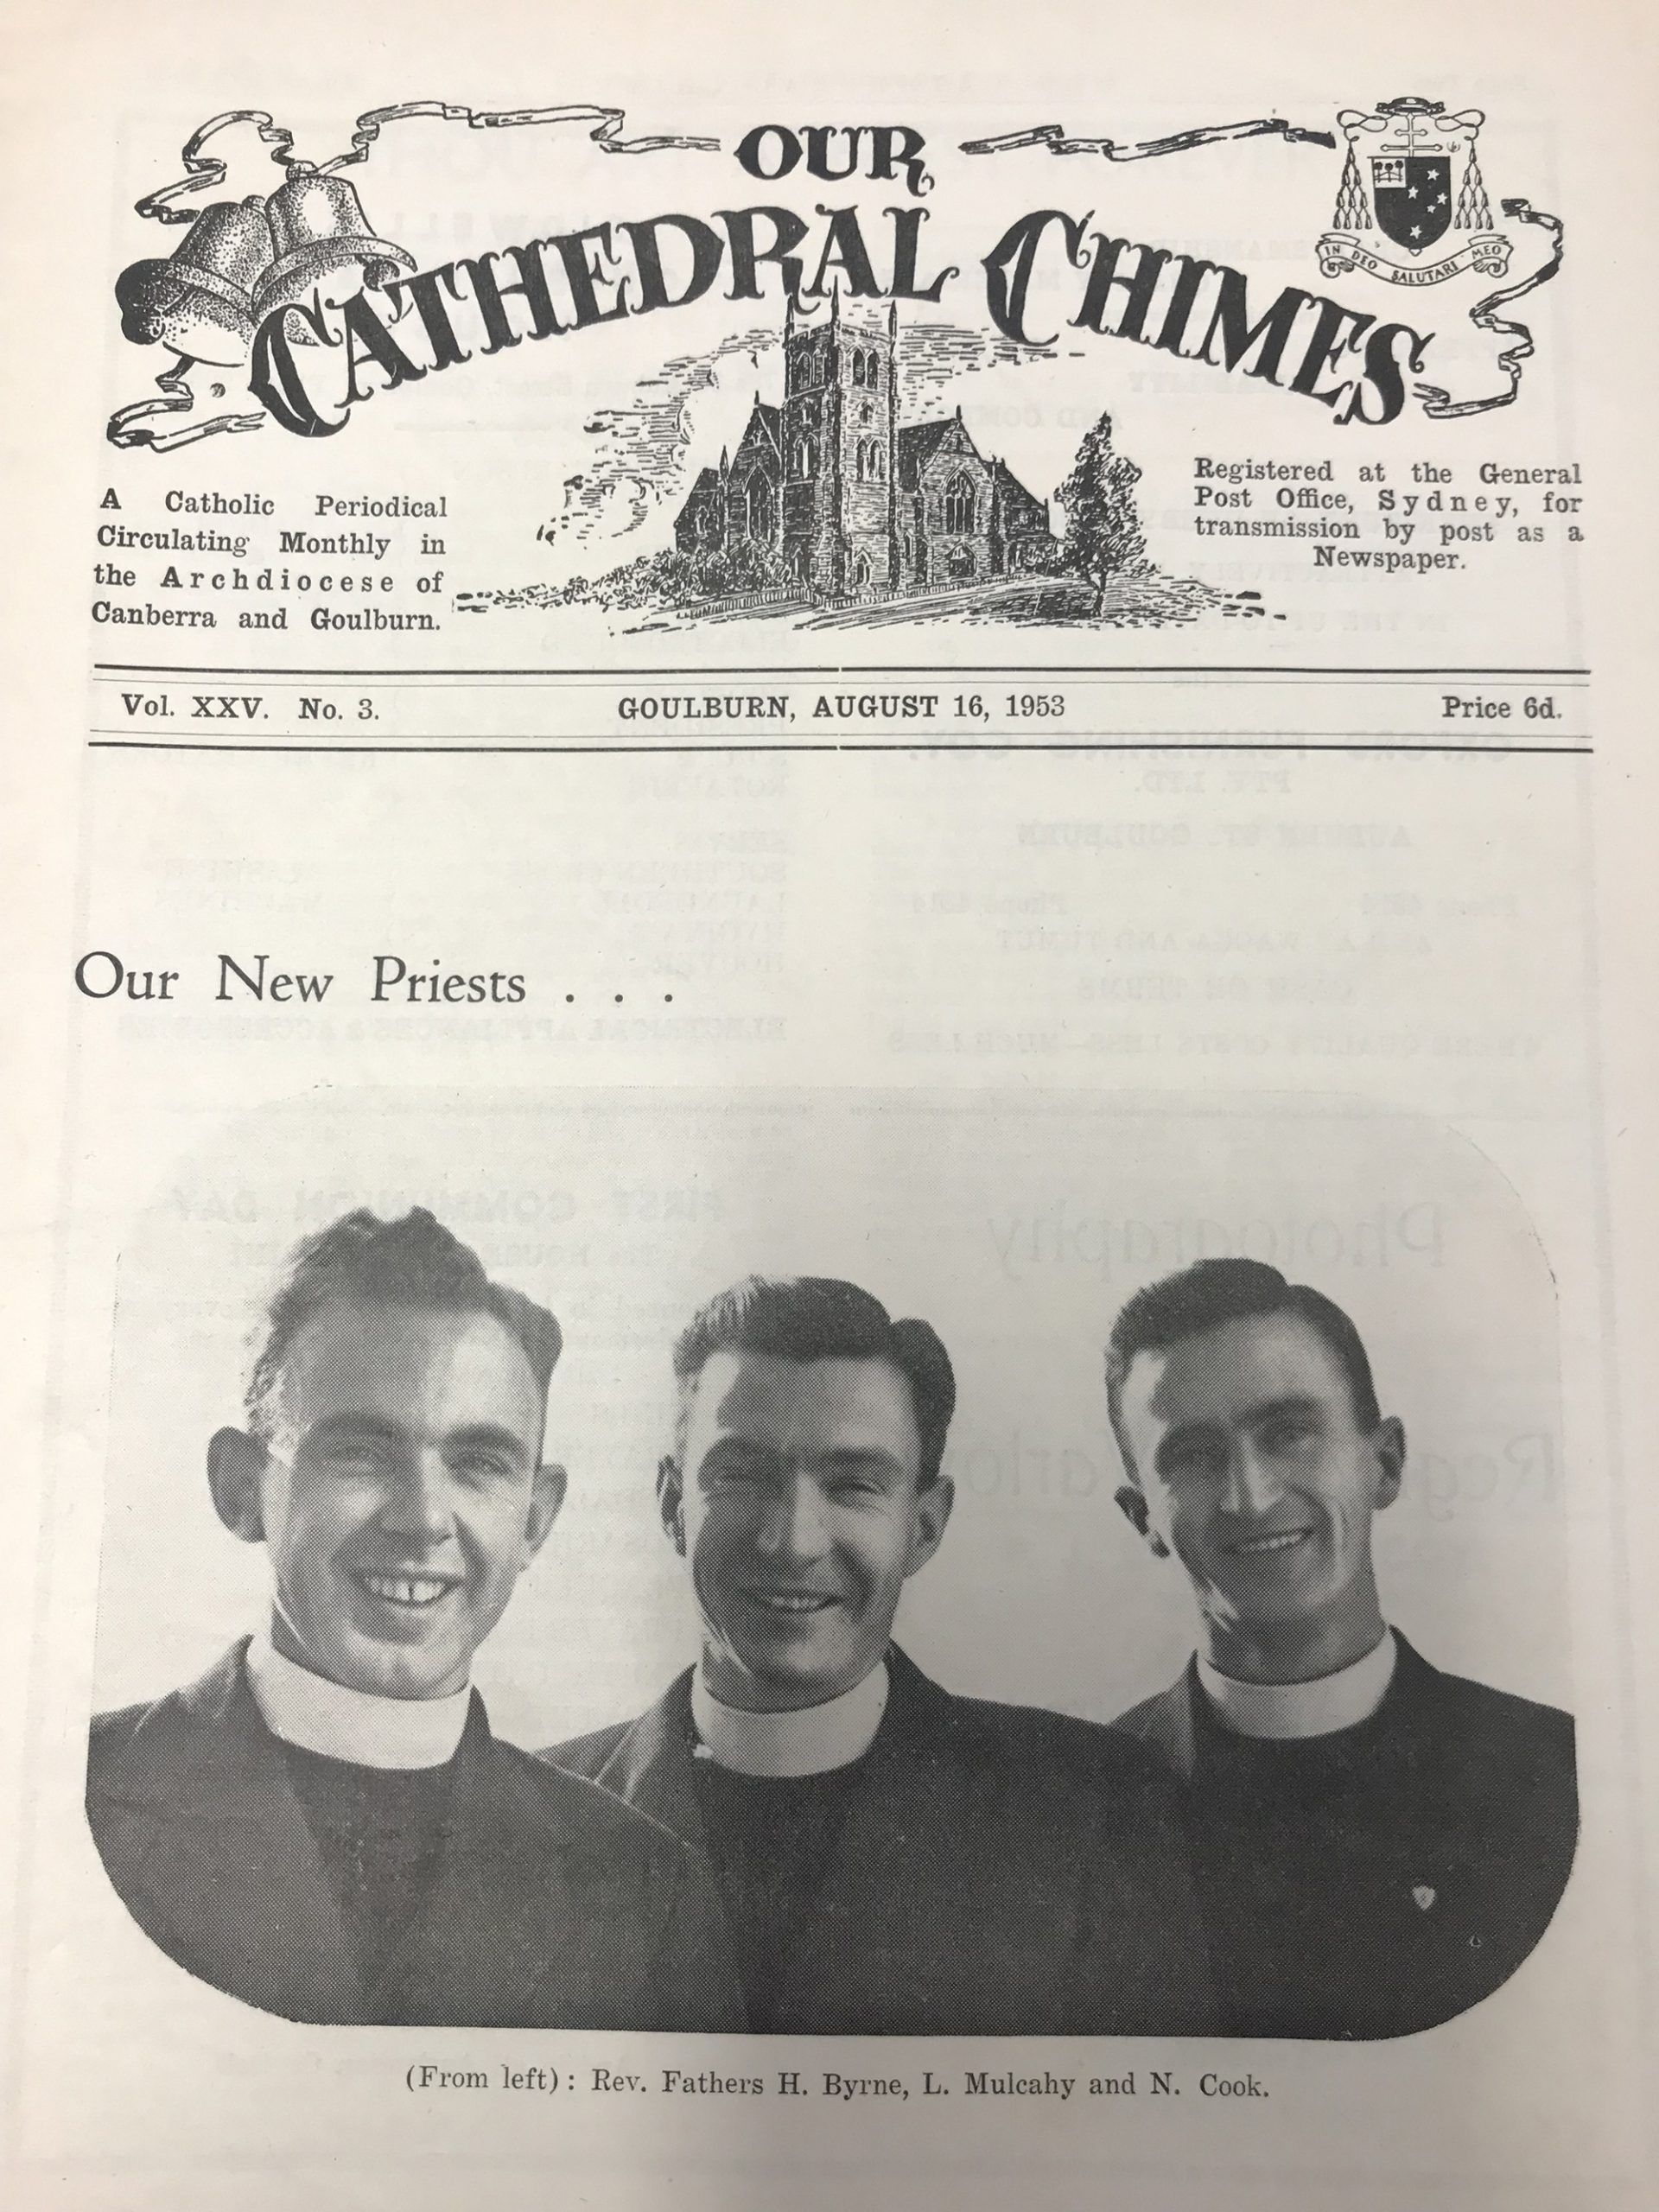 OUR
CATHEDRAL CHIMES
IN DEO SALUTARI MEO
A Catholic Periodical
Circulating Monthly in
the Archdiocese of
Canberra and Goulburn.
Registered at the General
Post Office, Sydney, for
transmission by post as a
Newspaper.
Vol. XXV. No. 3. GOULBURN, AUGUST 16, 1953 Price 6d.
Our New Priests . . .
(From left): Rev. Fathers H. Byrne, L. Mulcahy and N. Cook.